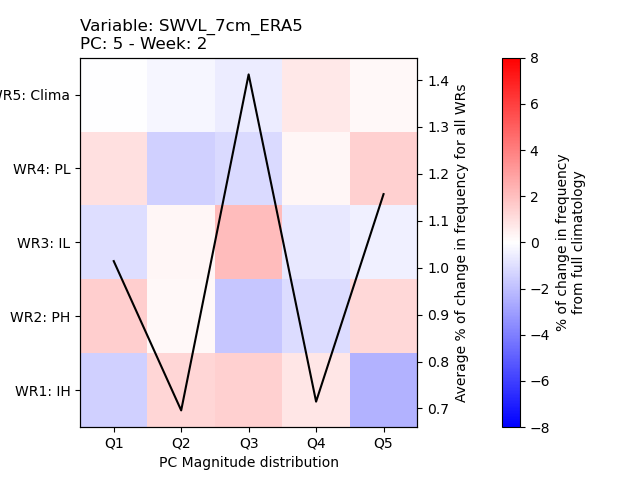 Variable: SWVL_7cm_ERA5
PC: 5 - Week: 2
WR5: Clima
WR4: PL
WR3: IL
WR2: PH
WR1: IH
Q1 Q2 Q3 Q4 Q5
PC Magnitude distribution
1.4
1.3
1.2
1.1
1.0
0.9
0.8
0.7
Average % of change in frequency for all WRs
8
6
4
2
0
−2
−4
−6
−8
% of change in frequency
from full climatology